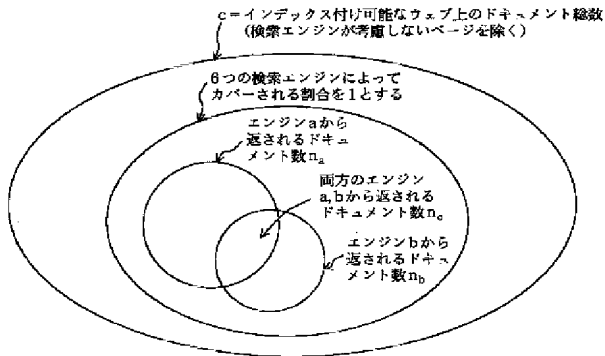 c＝インデックス付け可能なウェブ上のドキュメント総数
（検索エンジンが考慮しないページを除く）
6つの検索エンジンによって
カバーされる割合を1とする
エンジンaから
返されるドキュ
メント数nₐ
両方のエンジン
a,bから返される
ドキュメント数nₒ
エンジンbから
返されるドキュ
メント数n_b